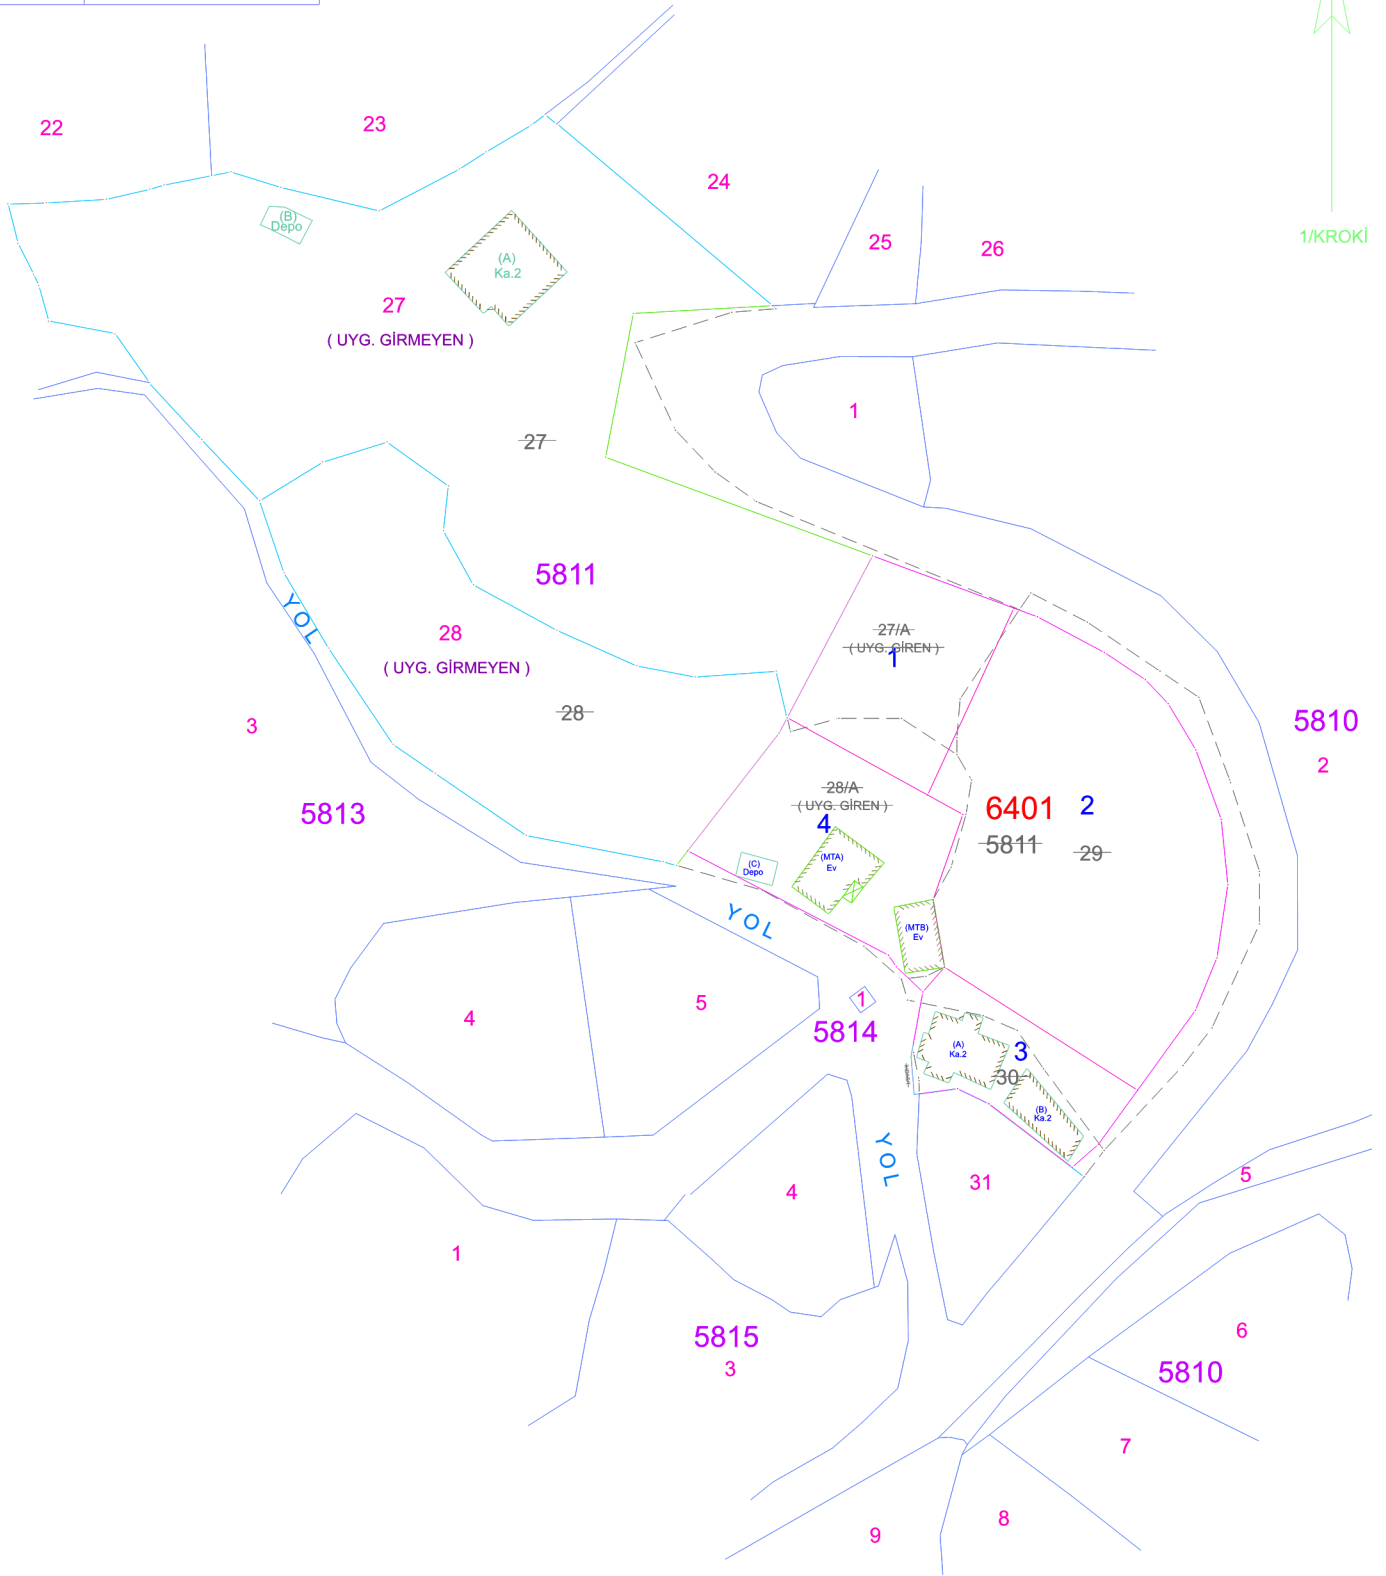 22
23
24
25
26
1/KROKİ
(B)
Depo
(A)
Ka.2
27
( UYG. GİRMEYEN )
27
1
5811
YOL
28
( UYG. GİRMEYEN )
28
27/A
( UYG. GİREN )
1
3
5813
5810
2
28/A
( UYG. GİREN )
4
6401
2
5811
29
(MTA)
Ev
(C)
Depo
YOL
(MTB)
Ev
4
5
1
5814
(A)
Ka.2
3
30
(B)
Ka.2
YOL
31
4
5
1
5815
3
6
5810
7
8
9